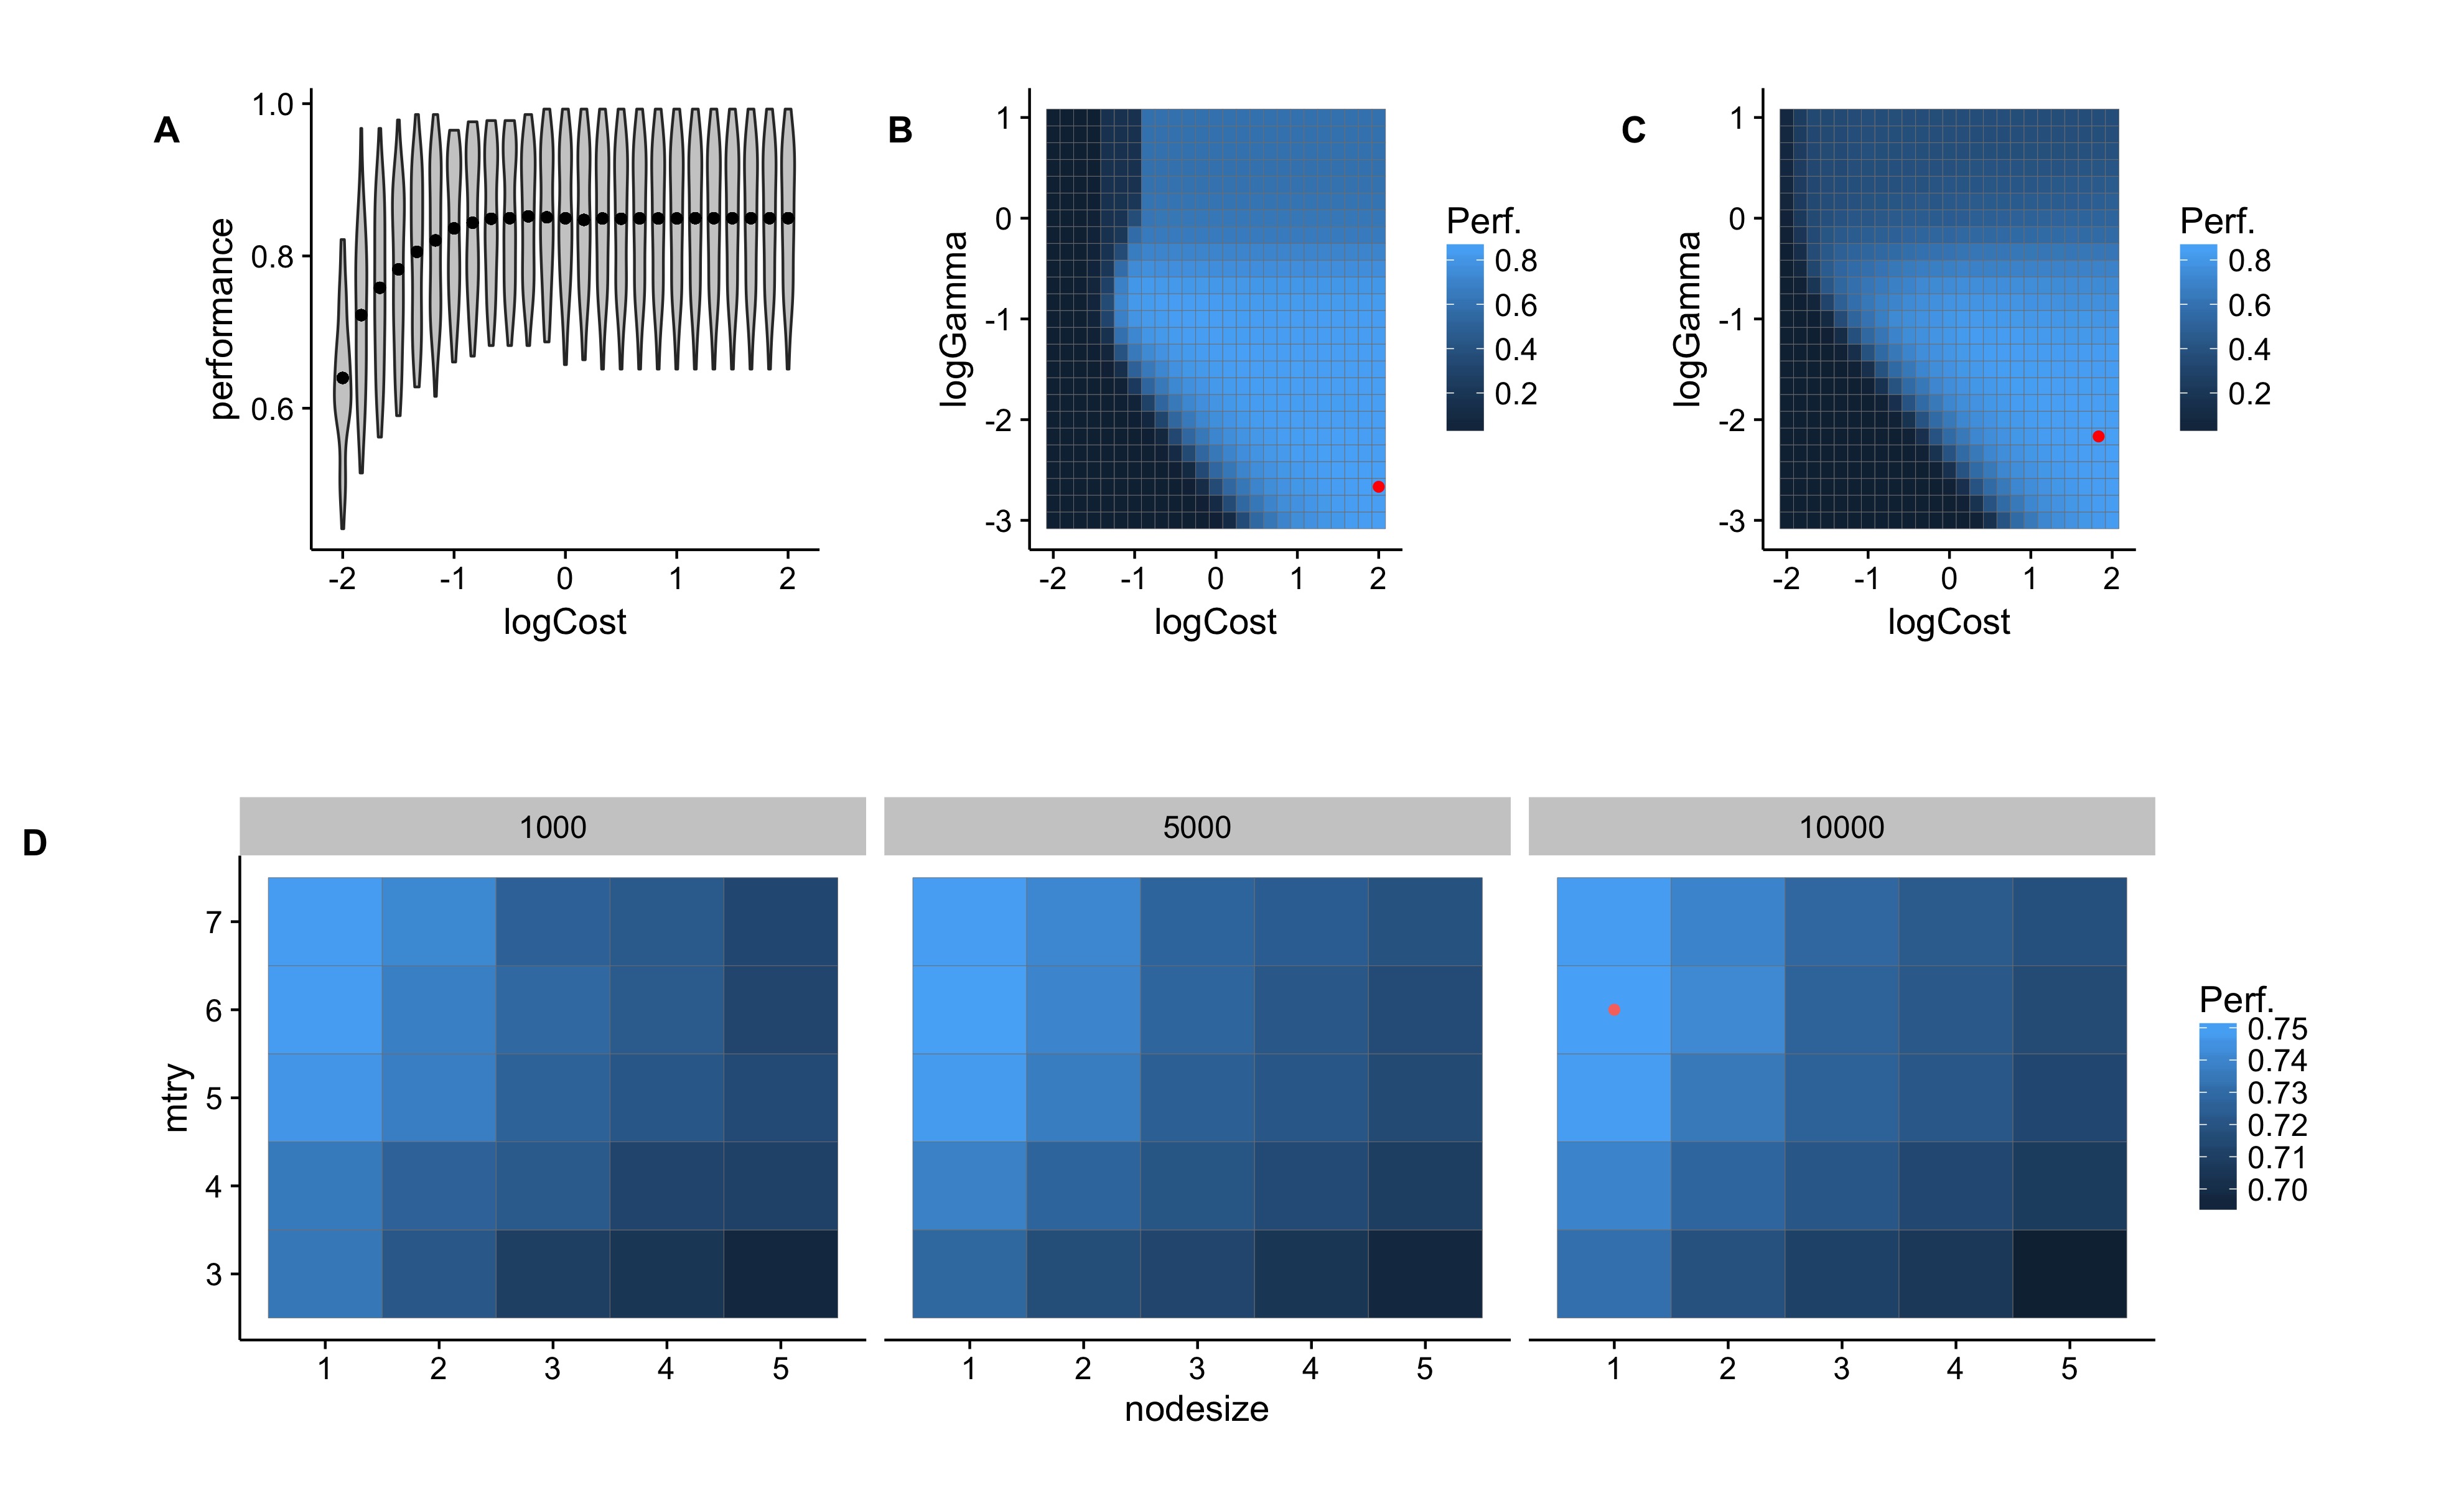 A
performance
1.0
0.8
0.6
-2 -1 0 1 2
logCost
B
logGamma
1
0
-1
-2
-3
-2 -1 0 1 2
logCost
Perf.
0.8
0.6
0.4
0.2
C
logGamma
1
0
-1
-2
-3
-2 -1 0 1 2
logCost
Perf.
0.8
0.6
0.4
0.2
D
1000 5000 10000
mtry
7
6
5
4
3
1 2 3 4 5 1 2 3 4 5 1 2 3 4 5
nodesize
Perf.
0.75
0.74
0.73
0.72
0.71
0.70